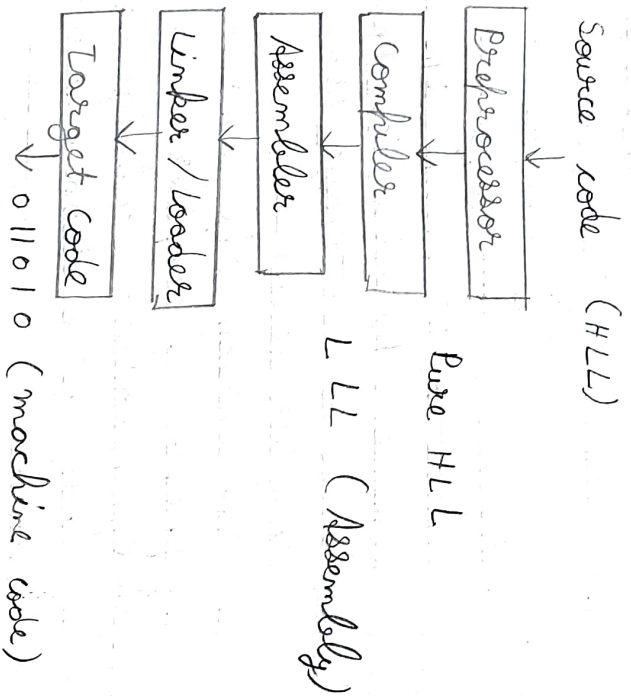 Source code (HLL)
Preprocessor
Pure HLL
Compiler
LLL (Assembly)
Assembler
Linker / Loader
Target Code
011010 (machine code)